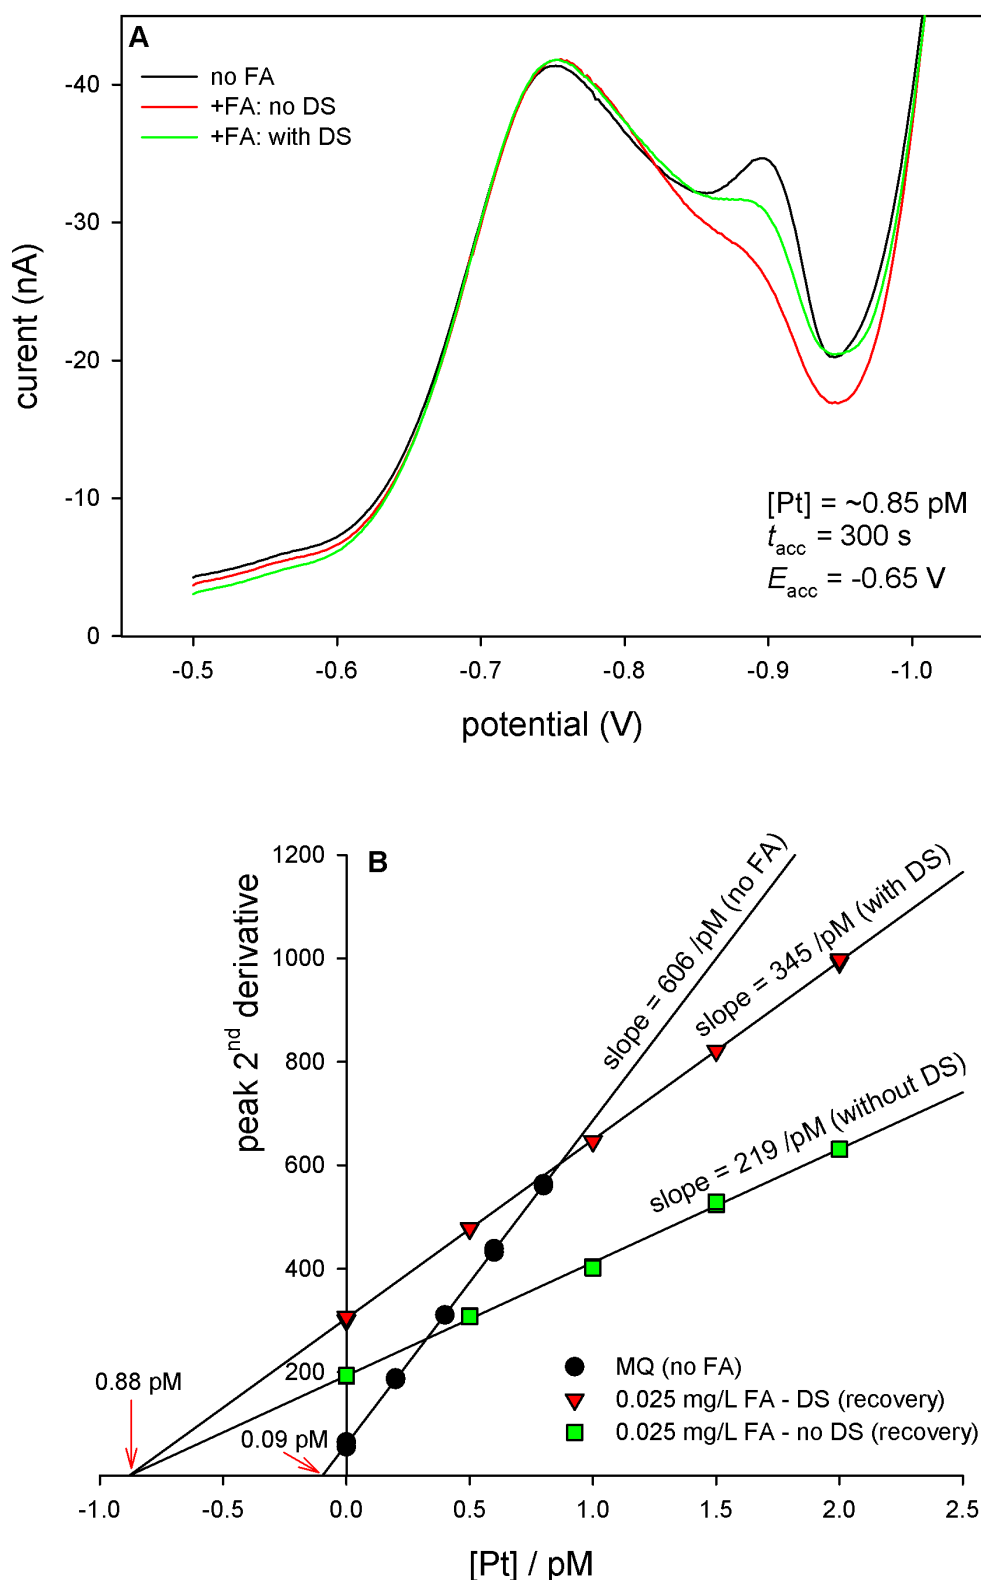 A
no FA
+FA: no DS
+FA: with DS
-40
-30
-20
-10
0
curent (nA)
[Pt] = ~0.85 pM
tacc = 300 s
Eacc = -0.65 V
-0.5 -0.6 -0.7 -0.8 -0.9 -1.0
potential (V)
B
1200
1000
800
600
400
200
peak 2nd derivative
slope = 606 /pM (no FA)
slope = 345 /pM (with DS)
slope = 219 /pM (without DS)
0.88 pM
0.09 pM
MQ (no FA)
0.025 mg/L FA - DS (recovery)
0.025 mg/L FA - no DS (recovery)
-1.0 -0.5 0.0 0.5 1.0 1.5 2.0 2.5
[Pt] / pM